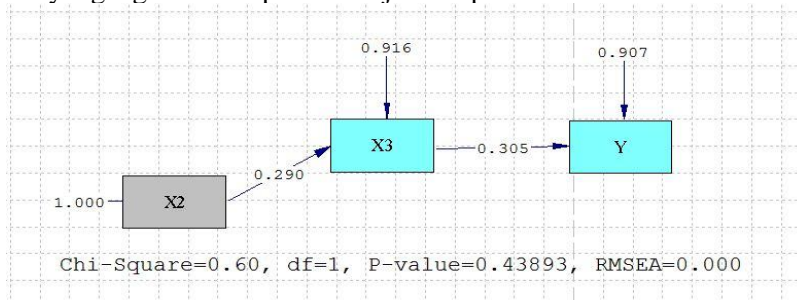 0.916
0.907
X3
0.305
Y
0.290
1.000
X2
Chi-Square=0.60, df=1, P-value=0.43893, RMSEA=0.000